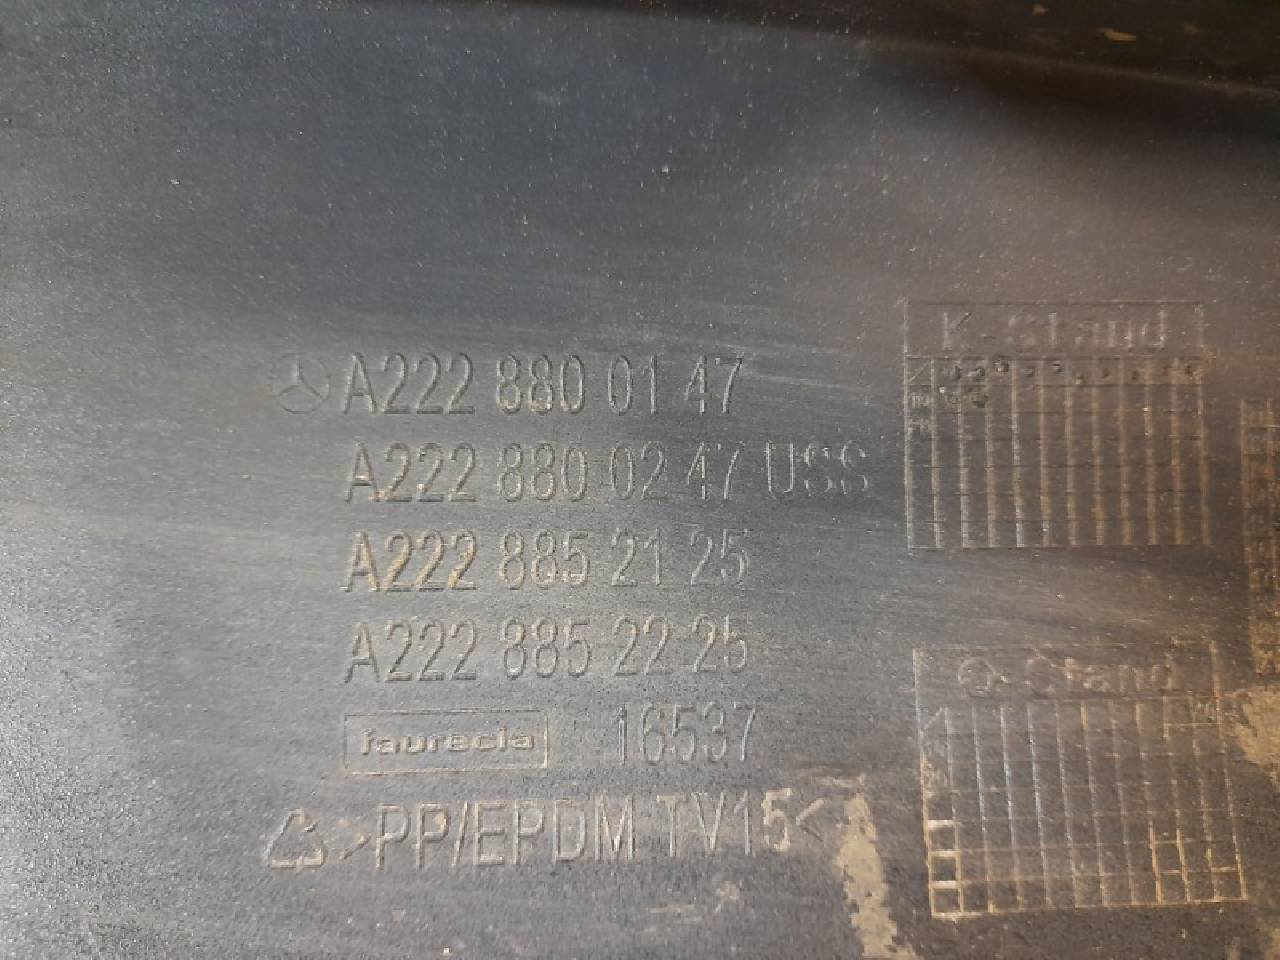 A222 880 01 47
A222 880 02 47 USS
A222 885 21 25
A222 885 22 25
faurecia 16537
>PP/EPDM TV15<
K-Stand
Q-Stand